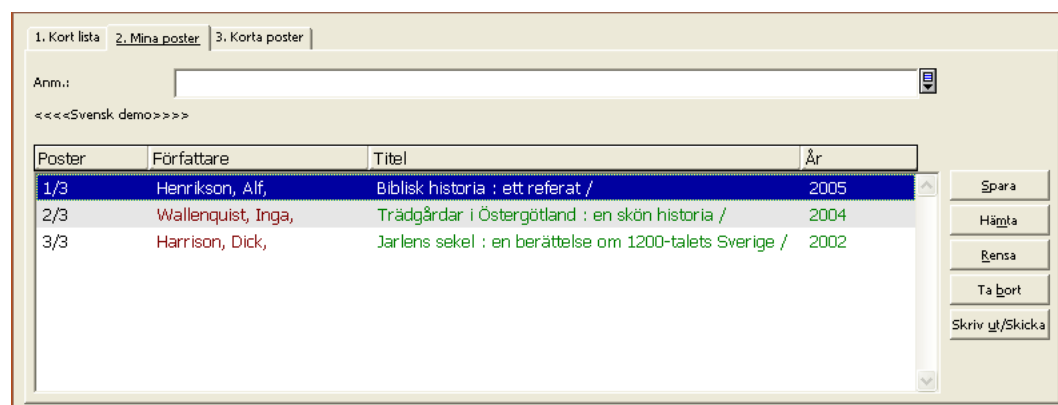 1. Kort lista 2. Mina poster 3. Korta poster
Anm.:
<<<<Svensk demo>>>>
Poster Författare Titel År
1/3 Henrikson, Alf, Biblisk historia : ett referat / 2005
2/3 Wallenquist, Inga, Trädgårdar i Östergötland : en skön historia / 2004
3/3 Harrison, Dick, Jarlens sekel : en berättelse om 1200-talets Sverige / 2002
Spara
Hämta
Rensa
Ta bort
Skriv ut/Skicka